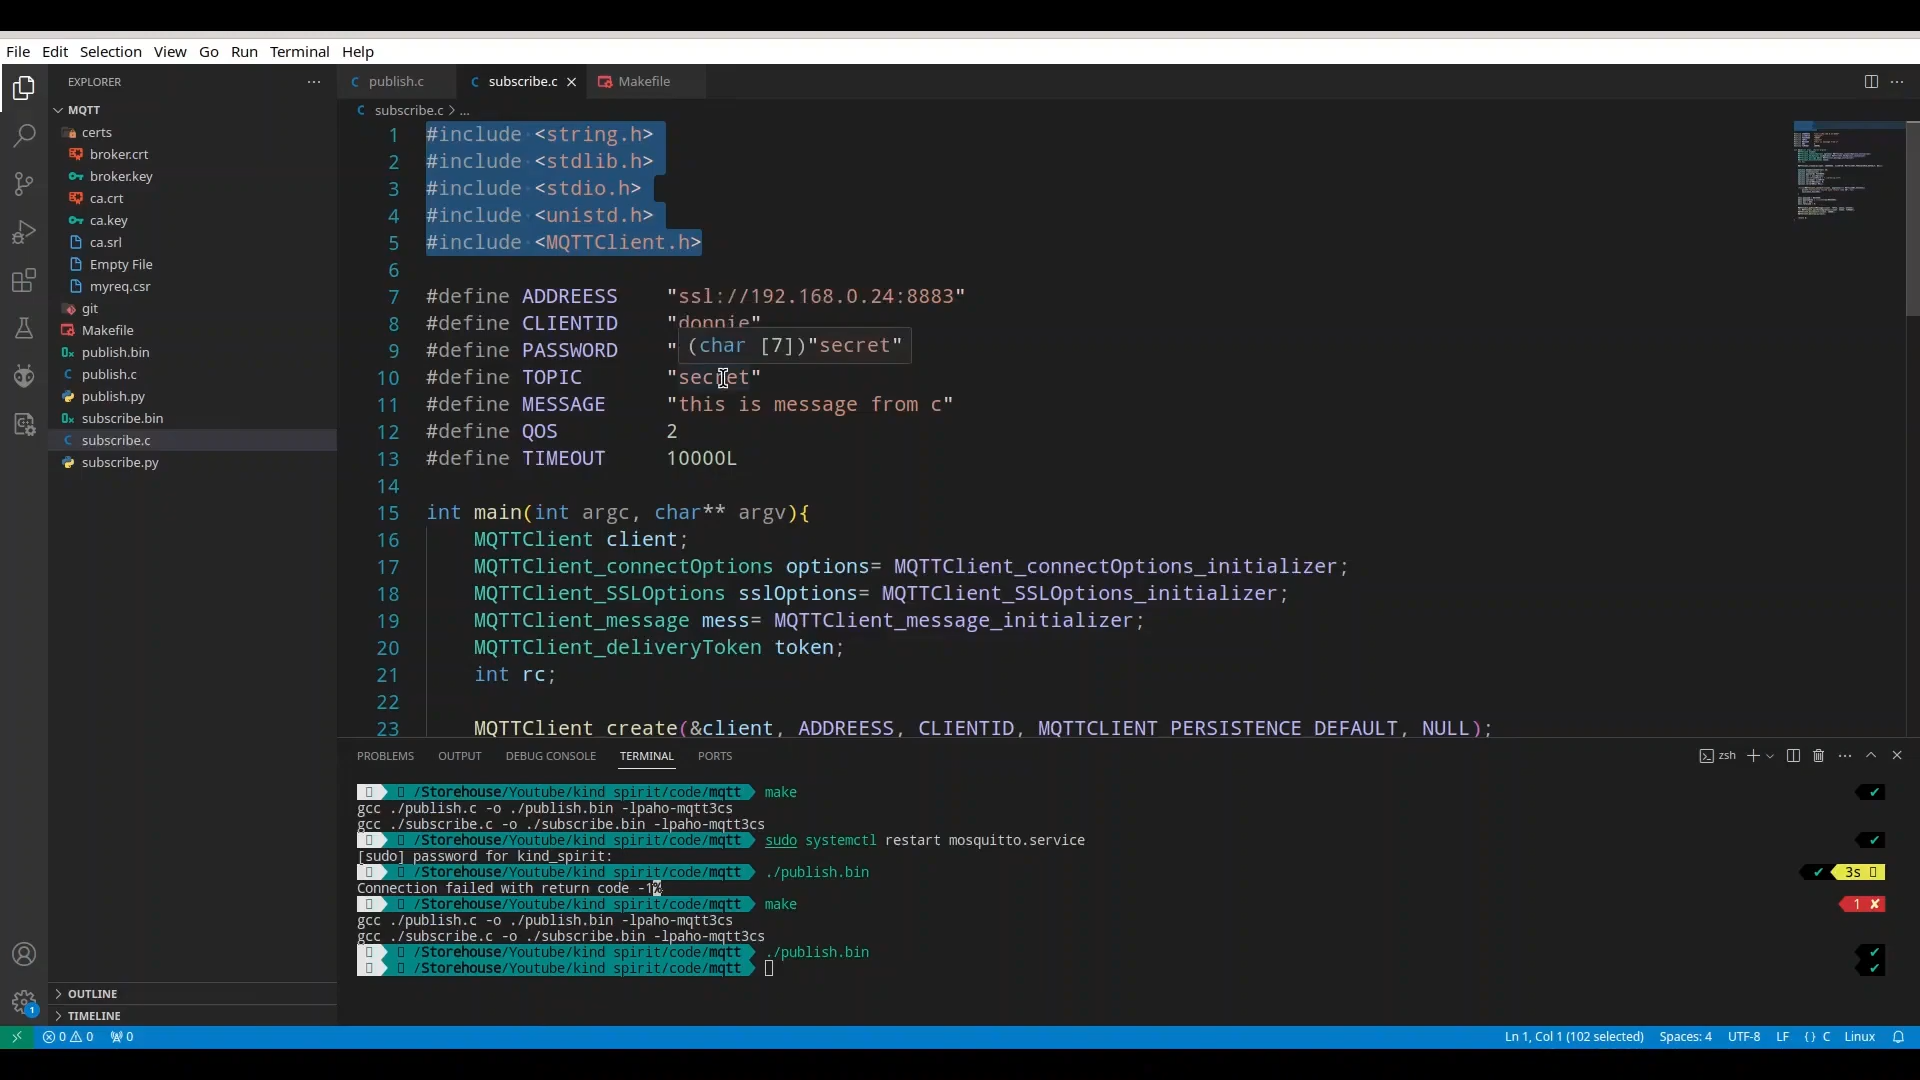 File Edit Selection View Go Run Terminal Help
EXPLORER
MQTT
certs
broker.crt
broker.key
ca.crt
ca.key
ca.srl
Empty File
myreq.csr
git
Makefile
publish.bin
publish.c
publish.py
subscribe.bin
subscribe.c
subscribe.py
OUTLINE
TIMELINE
publish.c subscribe.c Makefile
subscribe.c > ...
1 #include <string.h>
2 #include <stdlib.h>
3 #include <stdio.h>
4 #include <unistd.h>
5 #include <MQTTClient.h>
6
7 #define ADDREESS "ssl://192.168.0.24:8883"
8 #define CLIENTID "donnie"
9 #define PASSWORD "
(char [7])"secret"
10 #define TOPIC "secret"
11 #define MESSAGE "this is message from c"
12 #define QOS 2
13 #define TIMEOUT 10000L
14
15 int main(int argc, char** argv){
16 MQTTClient client;
17 MQTTClient_connectOptions options= MQTTClient_connectOptions_initializer;
18 MQTTClient_SSLOptions sslOptions= MQTTClient_SSLOptions_initializer;
19 MQTTClient_message mess= MQTTClient_message_initializer;
20 MQTTClient_deliveryToken token;
21 int rc;
22
23 MQTTClient_create(&client, ADDREESS, CLIENTID, MQTTCLIENT_PERSISTENCE_DEFAULT, NULL);
PROBLEMS OUTPUT DEBUG CONSOLE TERMINAL PORTS zsh
/Storehouse/Youtube/kind spirit/code/mqtt make
gcc ./publish.c -o ./publish.bin -lpaho-mqtt3cs
gcc ./subscribe.c -o ./subscribe.bin -lpaho-mqtt3cs
/Storehouse/Youtube/kind spirit/code/mqtt sudo systemctl restart mosquitto.service
[sudo] password for kind_spirit:
/Storehouse/Youtube/kind spirit/code/mqtt ./publish.bin 3s
Connection failed with return code -1%
/Storehouse/Youtube/kind spirit/code/mqtt make 1 ✘
gcc ./publish.c -o ./publish.bin -lpaho-mqtt3cs
gcc ./subscribe.c -o ./subscribe.bin -lpaho-mqtt3cs
/Storehouse/Youtube/kind spirit/code/mqtt ./publish.bin
/Storehouse/Youtube/kind spirit/code/mqtt
1 0 0 0 Ln 1, Col 1 (102 selected) Spaces: 4 UTF-8 LF {} C Linux